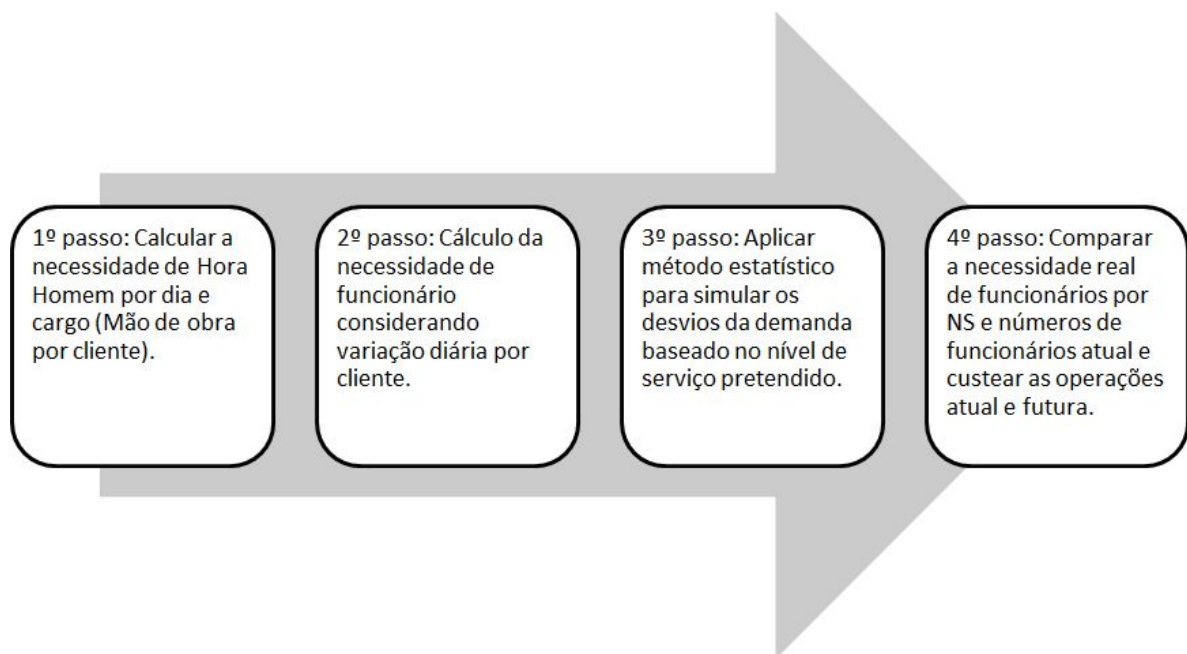 1º passo: Calcular a
necessidade de Hora
Homem por dia e
cargo (Mão de obra
por cliente).
2º passo: Cálculo da
necessidade de
funcionário
considerando
variação diária por
cliente.
3º passo: Aplicar
método estatístico
para simular os
desvios da demanda
baseado no nível de
serviço pretendido.
4º passo: Comparar
a necessidade real
de funcionários por
NS e números de
funcionários atual e
custear as operações
atual e futura.